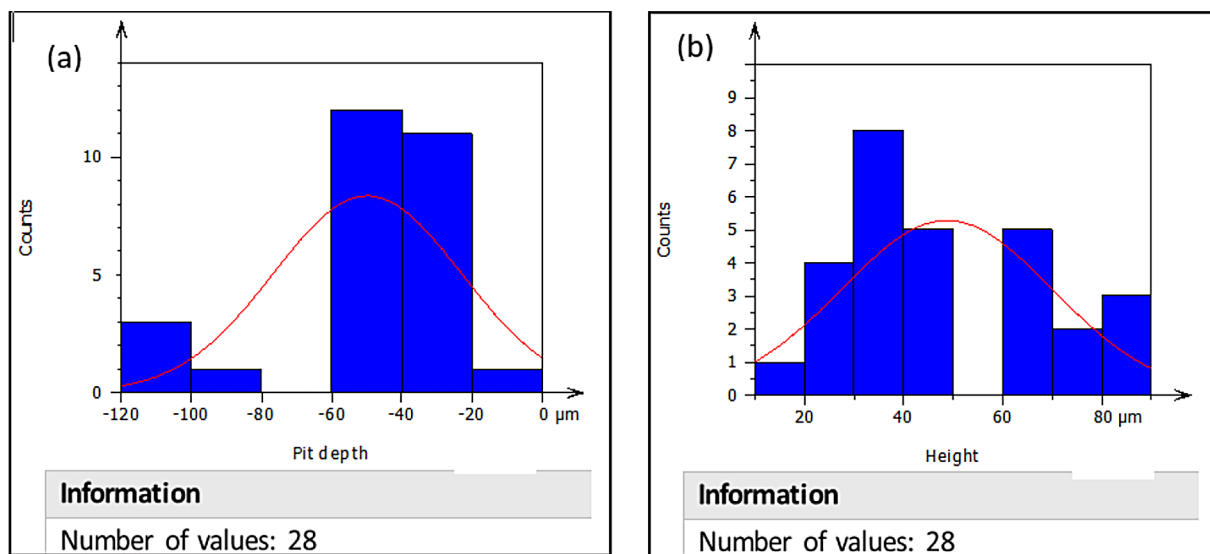 (a)
10
5
0
Counts
-120 -100 -80 -60 -40 -20 0 µm
Pit depth
Information
Number of values: 28
(b)
9
8
7
6
5
4
3
2
1
0
Counts
20 40 60 80 µm
Height
Information
Number of values: 28